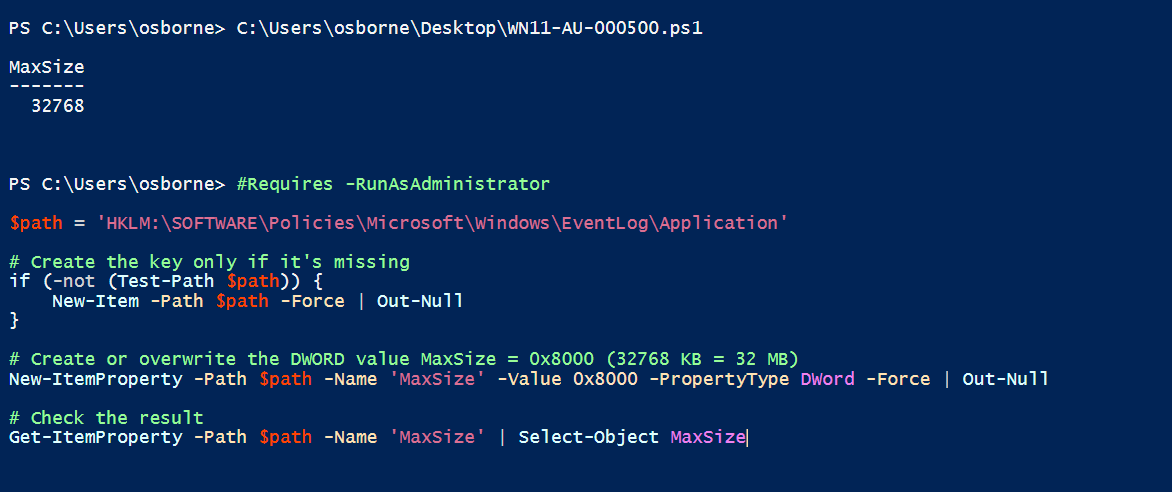 PS C:\Users\osborne> C:\Users\osborne\Desktop\WN11-AU-000500.ps1
MaxSize
-------
32768
PS C:\Users\osborne> #Requires -RunAsAdministrator
$path = 'HKLM:\SOFTWARE\Policies\Microsoft\Windows\EventLog\Application'
# Create the key only if it's missing
if (-not (Test-Path $path)) {
    New-Item -Path $path -Force | Out-Null
}
# Create or overwrite the DWORD value MaxSize = 0x8000 (32768 KB = 32 MB)
New-ItemProperty -Path $path -Name 'MaxSize' -Value 0x8000 -PropertyType DWord -Force | Out-Null
# Check the result
Get-ItemProperty -Path $path -Name 'MaxSize' | Select-Object MaxSize